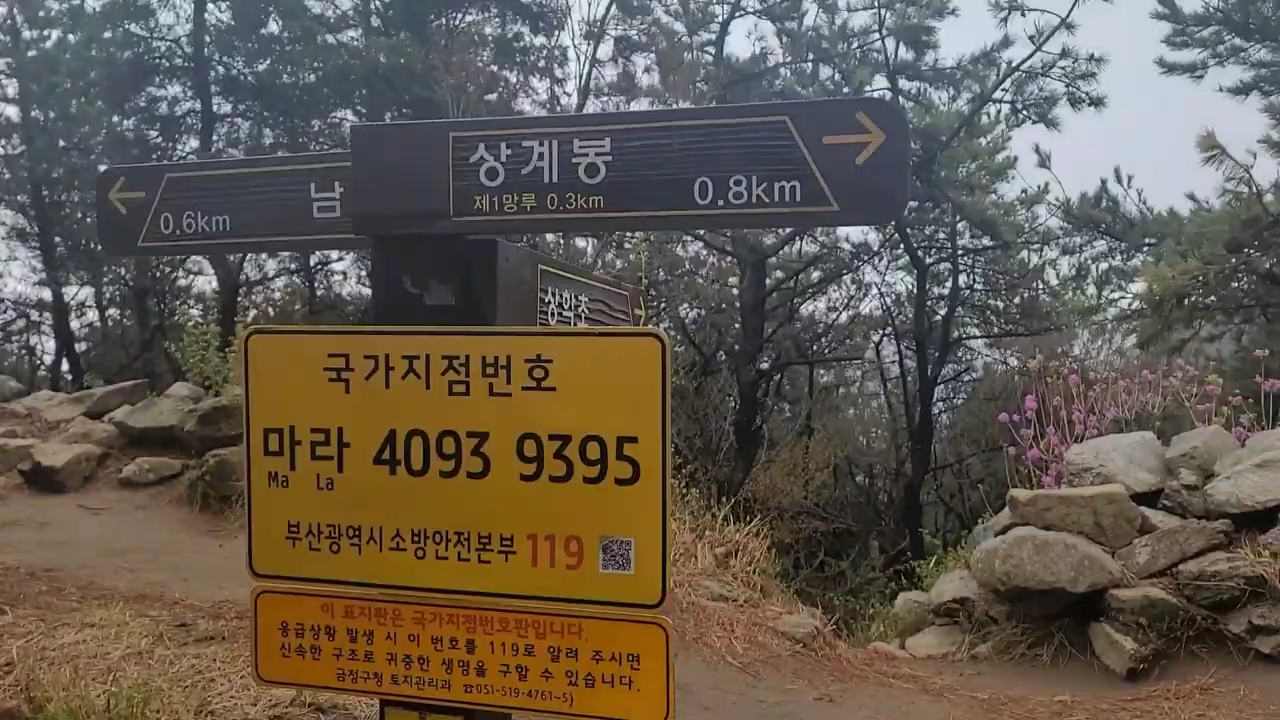 상계봉
제1망루 0.3km
0.8km
남
0.6km
상학초
국가지점번호
마라 4093 9395
Ma La
부산광역시소방안전본부 119
이 표지판은 국가지점번호판입니다.
응급상황 발생 시 이 번호를 119로 알려 주시면
신속한 구조로 귀중한 생명을 구할 수 있습니다.
금정구청 토지관리과 ☎051-519-4761~5)